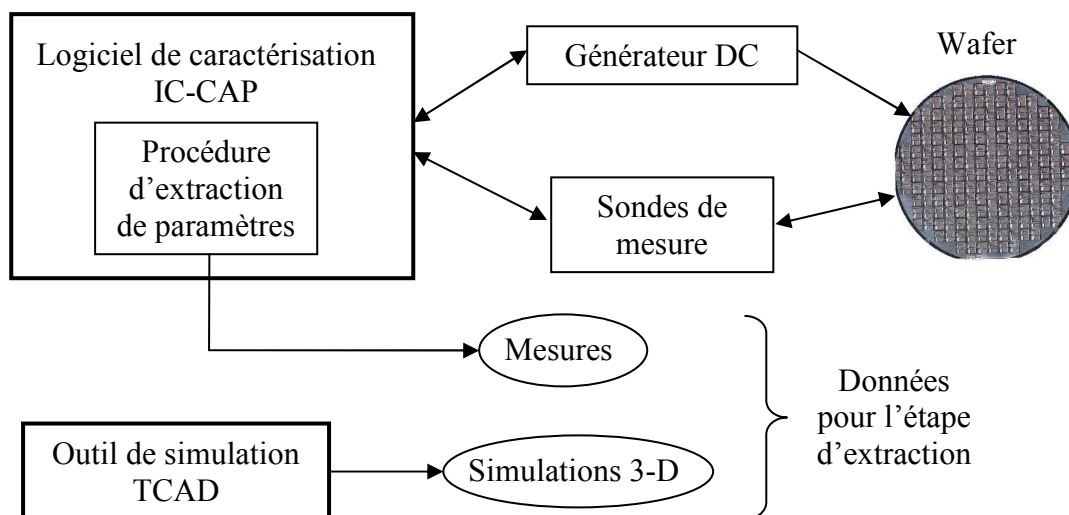 Logiciel de caractérisation
IC-CAP
Procédure
d’extraction
de paramètres
Générateur DC
Wafer
Sondes de
mesure
Mesures
Données
pour l’étape
d’extraction
Outil de simulation
TCAD
Simulations 3-D